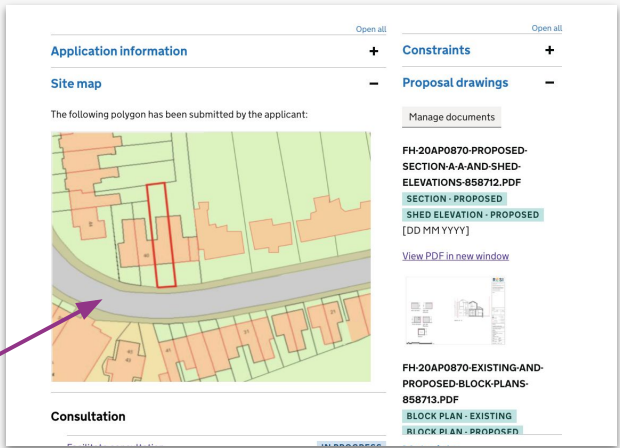 Open all
Application information +
Site map –
The following polygon has been submitted by the applicant:
Consultation
IN PROGRESS
Open all
Constraints +
Proposal drawings –
Manage documents
FH-20AP0870-PROPOSED-
SECTION-A-A-AND-SHED-
ELEVATIONS-858712.PDF
SECTION - PROPOSED
SHED ELEVATION - PROPOSED
[DD MM YYYY]
View PDF in new window
FH-20AP0870-EXISTING-AND-
PROPOSED-BLOCK-PLANS-
858713.PDF
BLOCK PLAN - EXISTING
BLOCK PLAN - PROPOSED